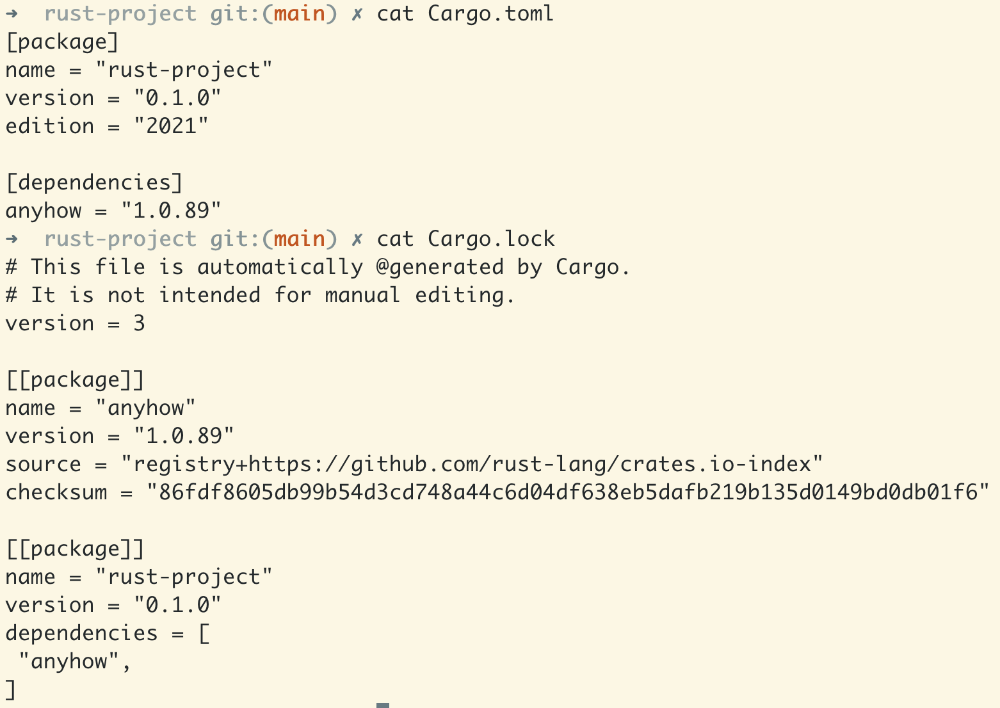 ➜  rust-project git:(main) ✗ cat Cargo.toml
[package]
name = "rust-project"
version = "0.1.0"
edition = "2021"

[dependencies]
anyhow = "1.0.89"
➜  rust-project git:(main) ✗ cat Cargo.lock
# This file is automatically @generated by Cargo.
# It is not intended for manual editing.
version = 3

[[package]]
name = "anyhow"
version = "1.0.89"
source = "registry+https://github.com/rust-lang/crates.io-index"
checksum = "86fdf8605db99b54d3cd748a44c6d04df638eb5dafb219b135d0149bd0db01f6"

[[package]]
name = "rust-project"
version = "0.1.0"
dependencies = [
 "anyhow",
]